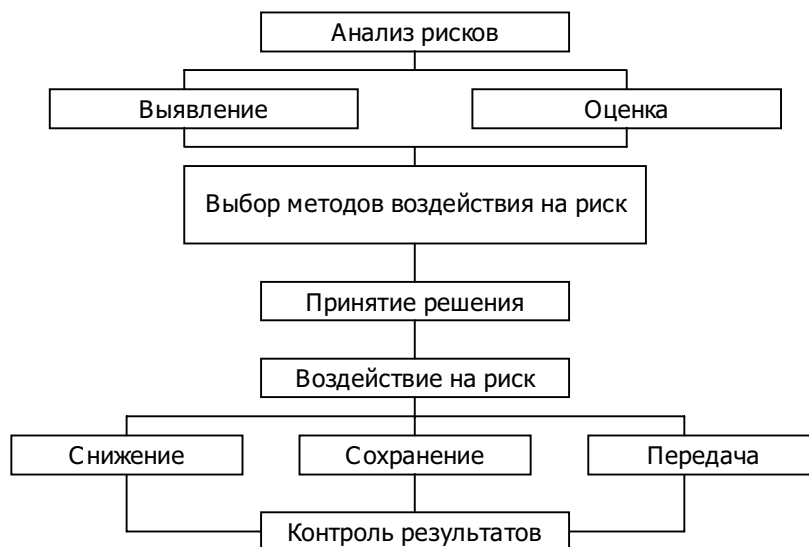 Анализ рисков
Выявление
Оценка
Выбор методов воздействия на риск
Принятие решения
Воздействие на риск
Снижение
Сохранение
Передача
Контроль результатов